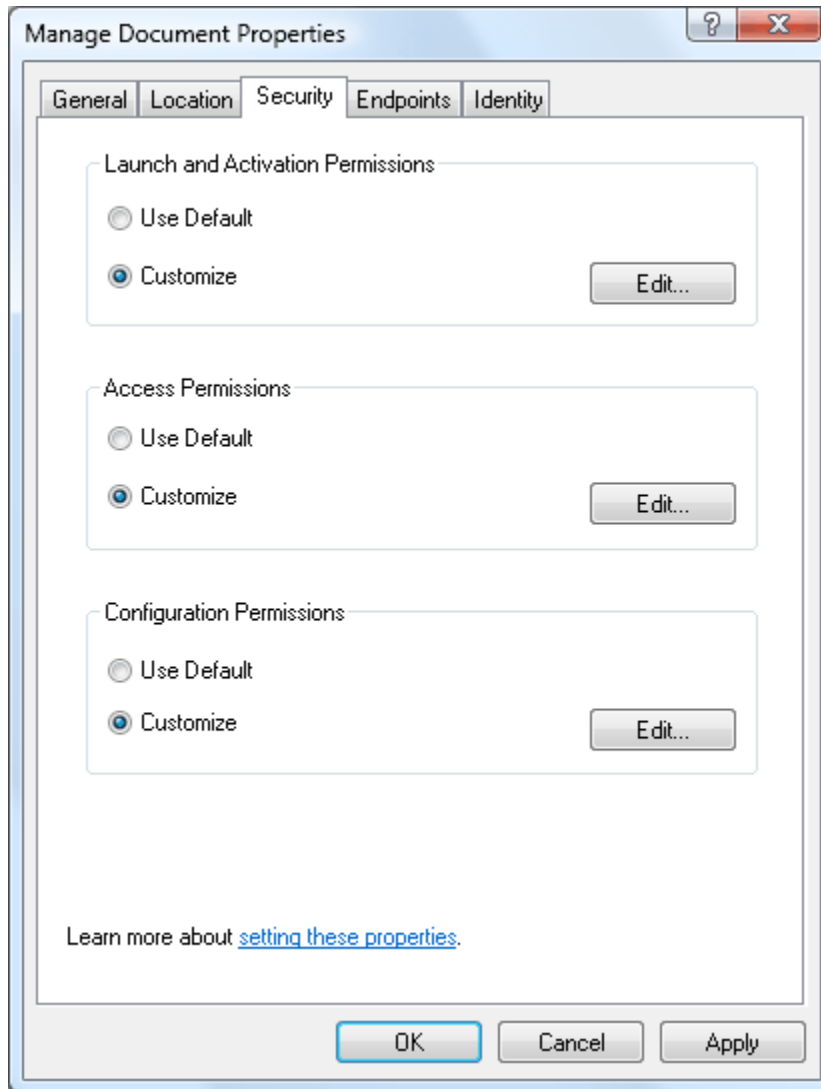 Manage Document Properties
?
General Location Security Endpoints Identity
Launch and Activation Permissions
Use Default
Customize
Edit...
Access Permissions
Use Default
Customize
Edit...
Configuration Permissions
Use Default
Customize
Edit...
Learn more about setting these properties.
OK Cancel Apply